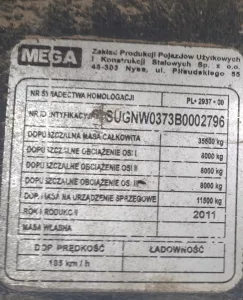 MEGA
Zakład Produkcji Pojazdów Użytkowych
i Konstrukcji Stalowych Sp. z o.o.
48-303 Nysa, ul. Piłsudskiego 55
NR ŚWIADECTWA HOMOLOGACJI PL* 2937 * 00
NR IDENTYFIKACYJNY SUGNW0373B0002796
DOPUSZCZALNA MASA CAŁKOWITA 35500 kg
DOPUSZCZALNE OBCIĄŻENIE OSI I 8000 kg
DOPUSZCZALNE OBCIĄŻENIE OSI II 8000 kg
DOPUSZCZALNE OBCIĄŻENIE OSI III 8000 kg
DOP. MASA NA URZĄDZENIE SPRZĘGOWE 11500 kg
ROK PRODUKCJI 2011
MASA WŁASNA kg
DOP. PRĘDKOŚĆ ŁADOWNOŚĆ
105 km/h